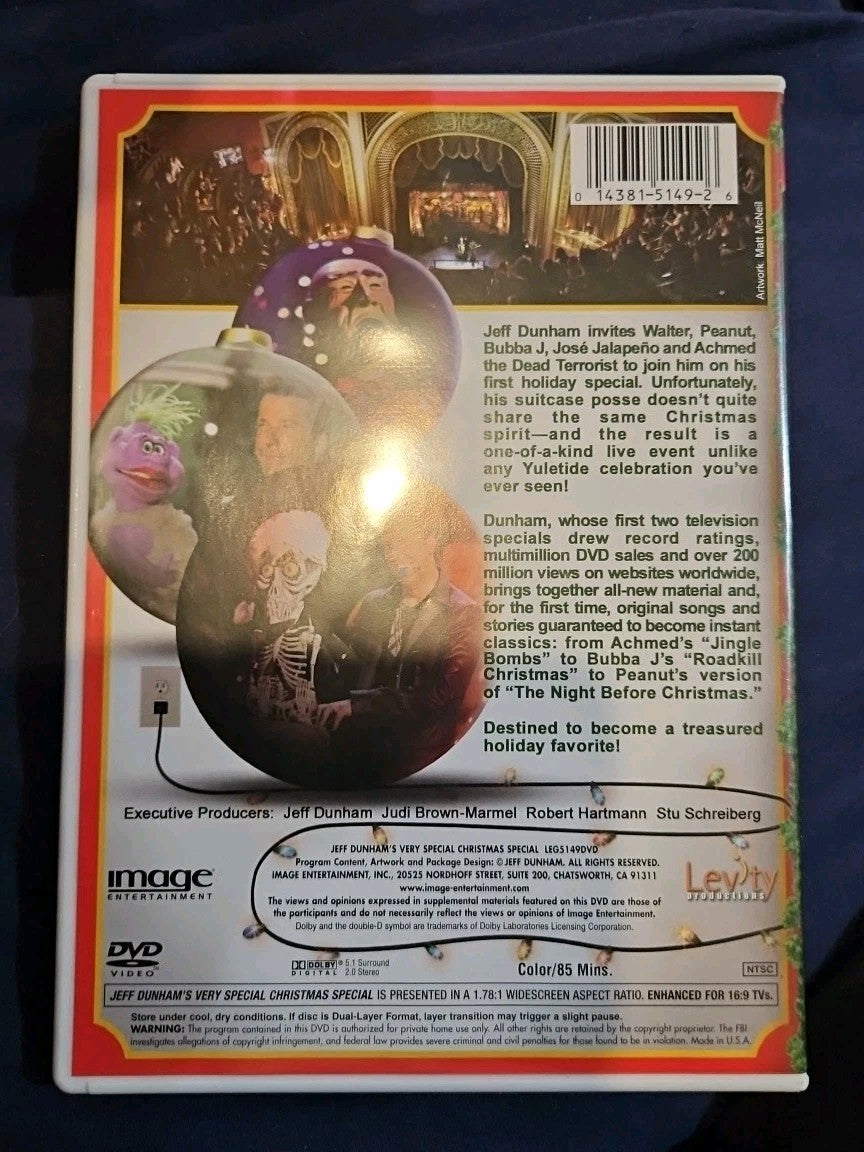 0 14381-5149-2 6
Artwork: Matt McNeil
Jeff Dunham invites Walter, Peanut,
Bubba J, José Jalapeño and Achmed
the Dead Terrorist to join him on his
first holiday special. Unfortunately,
his suitcase posse doesn't quite
share the same Christmas
spirit—and the result is a
one-of-a-kind live event unlike
any Yuletide celebration you've
ever seen!
Dunham, whose first two television
specials drew record ratings,
multimillion DVD sales and over 200
million views on websites worldwide,
brings together all-new material and,
for the first time, original songs and
stories guaranteed to become instant
classics: from Achmed's "Jingle
Bombs" to Bubba J's "Roadkill
Christmas" to Peanut's version
of "The Night Before Christmas."
Destined to become a treasured
holiday favorite!
Executive Producers: Jeff Dunham Judi Brown-Marmel Robert Hartmann Stu Schreiberg
JEFF DUNHAM'S VERY SPECIAL CHRISTMAS SPECIAL LEG5149DVD
Program Content, Artwork and Package Design: © JEFF DUNHAM. ALL RIGHTS RESERVED.
IMAGE ENTERTAINMENT, INC., 20525 NORDHOFF STREET, SUITE 200, CHATSWORTH, CA 91311
www.image-entertainment.com
The views and opinions expressed in supplemental materials featured on this DVD are those of
the participants and do not necessarily reflect the views or opinions of Image Entertainment.
Dolby and the double-D symbol are trademarks of Dolby Laboratories Licensing Corporation.
image
ENTERTAINMENT
Levity
productions
DVD
VIDEO
DOLBY
DIGITAL
5.1 Surround
2.0 Stereo
Color/85 Mins.
NTSC
JEFF DUNHAM'S VERY SPECIAL CHRISTMAS SPECIAL IS PRESENTED IN A 1.78:1 WIDESCREEN ASPECT RATIO. ENHANCED FOR 16:9 TVs.
Store under cool, dry conditions. If disc is Dual-Layer Format, layer transition may trigger a slight pause.
WARNING: The program contained in this DVD is authorized for private home use only. All other rights are retained by the copyright proprietor. The FBI
investigates allegations of copyright infringement, and federal law provides severe criminal and civil penalties for those found to be in violation. Made in U.S.A.